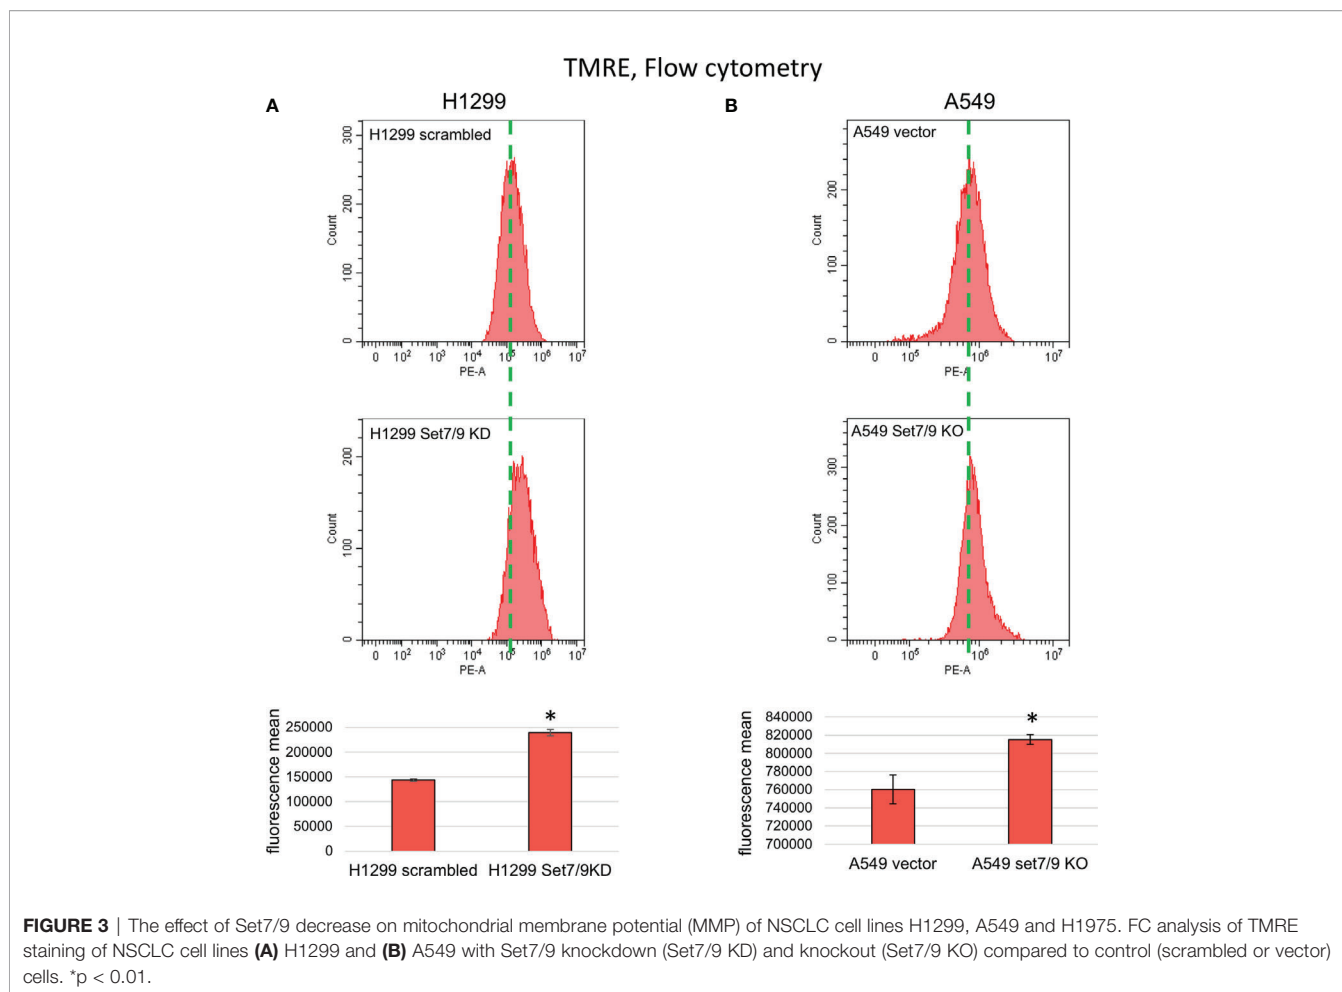 TMRE, Flow cytometry
A
H1299
H1299 scrambled
Count
300
200
100
0
0 10² 10³ 10⁴ 10⁵ 10⁶ 10⁷
PE-A
H1299 Set7/9 KD
Count
200
100
0
0 10² 10³ 10⁴ 10⁵ 10⁶ 10⁷
PE-A
fluorescence mean
250000
200000
150000
100000
50000
0
*
H1299 scrambled H1299 Set7/9KD
B
A549
A549 vector
Count
200
100
0
0 10⁵ 10⁶ 10⁷
PE-A
A549 Set7/9 KO
Count
300
200
100
0
0 10⁵ 10⁶ 10⁷
PE-A
fluorescence mean
840000
820000
800000
780000
760000
740000
720000
700000
*
A549 vector A549 set7/9 KO
FIGURE 3 | The effect of Set7/9 decrease on mitochondrial membrane potential (MMP) of NSCLC cell lines H1299, A549 and H1975. FC analysis of TMRE
staining of NSCLC cell lines (A) H1299 and (B) A549 with Set7/9 knockdown (Set7/9 KD) and knockout (Set7/9 KO) compared to control (scrambled or vector)
cells. *p < 0.01.